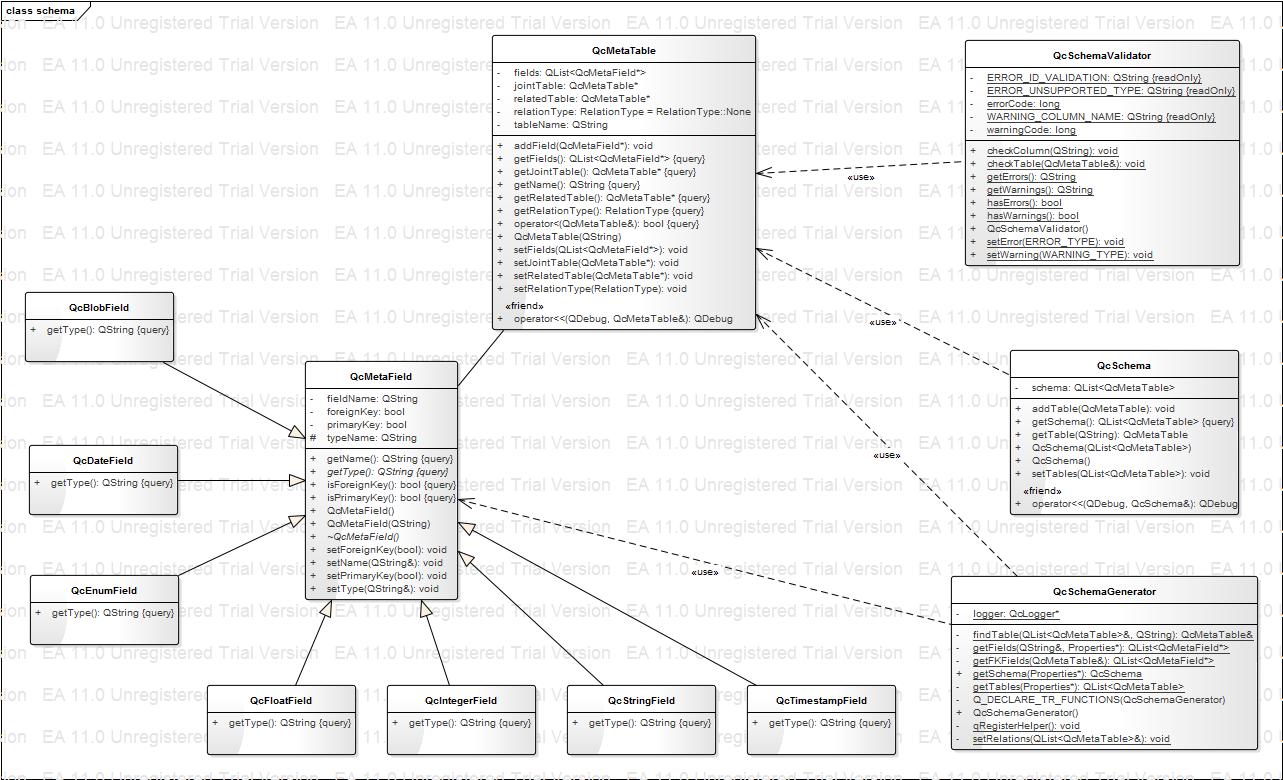 class schema
QcMetaTable
- fields: QList<QcMetaField*>
- jointTable: QcMetaTable*
- relatedTable: QcMetaTable*
- relationType: RelationType = RelationType::None
- tableName: QString
+ addField(QcMetaField*): void
+ getFields(): QList<QcMetaField*> {query}
+ getJointTable(): QcMetaTable* {query}
+ getName(): QString {query}
+ getRelatedTable(): QcMetaTable* {query}
+ getRelationType(): RelationType {query}
+ operator<(QcMetaTable&): bool {query}
+ QcMetaTable(QString)
+ setFields(QList<QcMetaField*>): void
+ setJointTable(QcMetaTable*): void
+ setRelatedTable(QcMetaTable*): void
+ setRelationType(RelationType): void
«friend»
+ operator<<(QDebug, QcMetaTable&): QDebug
QcSchemaValidator
- ERROR_ID_VALIDATION: QString {readOnly}
- ERROR_UNSUPPORTED_TYPE: QString {readOnly}
- errorCode: long
- WARNING_COLUMN_NAME: QString {readOnly}
- warningCode: long
+ checkColumn(QString): void
+ checkTable(QcMetaTable&): void
+ getErrors(): QString
+ getWarnings(): QString
+ hasErrors(): bool
+ hasWarnings(): bool
+ QcSchemaValidator()
+ setError(ERROR_TYPE): void
+ setWarning(WARNING_TYPE): void
«use»
«use»
«use»
«use»
QcBlobField
+ getType(): QString {query}
QcMetaField
- fieldName: QString
- foreignKey: bool
- primaryKey: bool
# typeName: QString
+ getName(): QString {query}
+ getType(): QString {query}
+ isForeignKey(): bool {query}
+ isPrimaryKey(): bool {query}
+ QcMetaField()
+ QcMetaField(QString)
+ ~QcMetaField()
+ setForeignKey(bool): void
+ setName(QString&): void
+ setPrimaryKey(bool): void
+ setType(QString&): void
QcSchema
- schema: QList<QcMetaTable>
+ addTable(QcMetaTable): void
+ getSchema(): QList<QcMetaTable> {query}
+ getTable(QString): QcMetaTable
+ QcSchema(QList<QcMetaTable>)
+ QcSchema()
+ setTables(QList<QcMetaTable>): void
«friend»
+ operator<<(QDebug, QcSchema&): QDebug
QcDateField
+ getType(): QString {query}
QcEnumField
+ getType(): QString {query}
QcSchemaGenerator
- logger: QcLogger*
- findTable(QList<QcMetaTable>&, QString): QcMetaTable&
- getFields(QString&, Properties*): QList<QcMetaField*>
- getFKFields(QcMetaTable&): QList<QcMetaField*>
+ getSchema(Properties*): QcSchema
- getTables(Properties*): QList<QcMetaTable>
- Q_DECLARE_TR_FUNCTIONS(QcSchemaGenerator)
+ QcSchemaGenerator()
- qRegisterHelper(): void
- setRelations(QList<QcMetaTable>&): void
QcFloatField
+ getType(): QString {query}
QcIntegerField
+ getType(): QString {query}
QcStringField
+ getType(): QString {query}
QcTimestampField
+ getType(): QString {query}
EA 11.0 Unregistered Trial Version